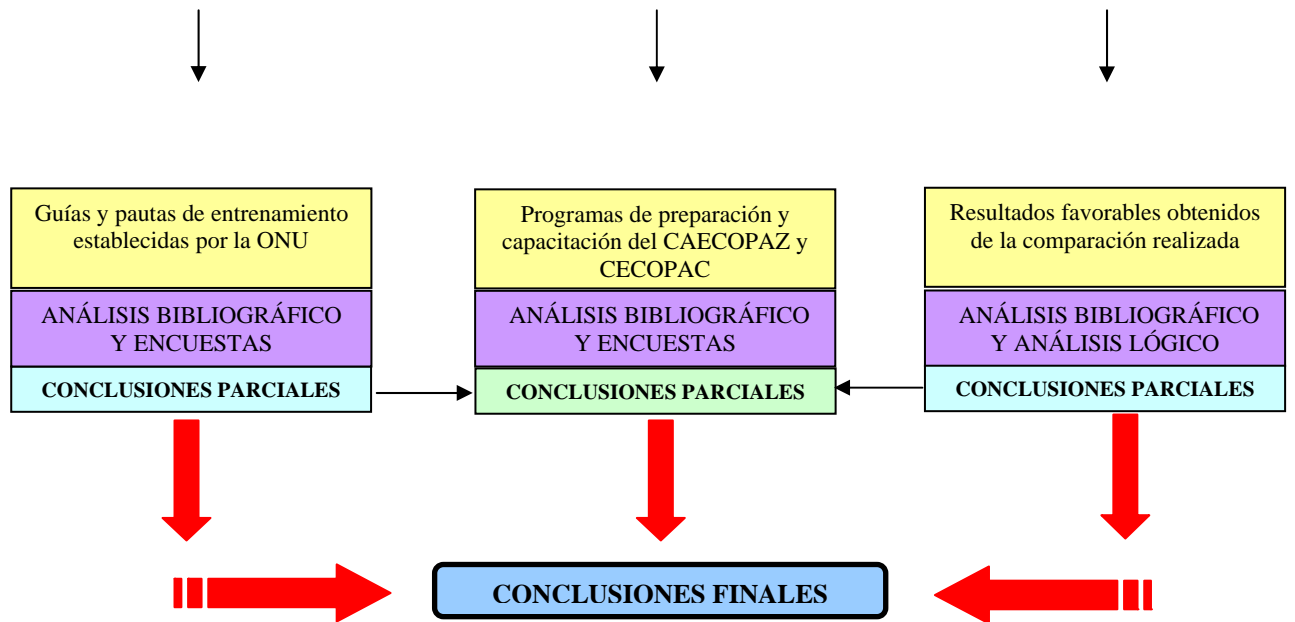 Guías y pautas de entrenamiento
establecidas por la ONU
ANÁLISIS BIBLIOGRÁFICO
Y ENCUESTAS
CONCLUSIONES PARCIALES
Programas de preparación y
capacitación del CAECOPAZ y
CECOPAC
ANÁLISIS BIBLIOGRÁFICO
Y ENCUESTAS
CONCLUSIONES PARCIALES
Resultados favorables obtenidos
de la comparación realizada
ANÁLISIS BIBLIOGRÁFICO
Y ANÁLISIS LÓGICO
CONCLUSIONES PARCIALES
CONCLUSIONES FINALES